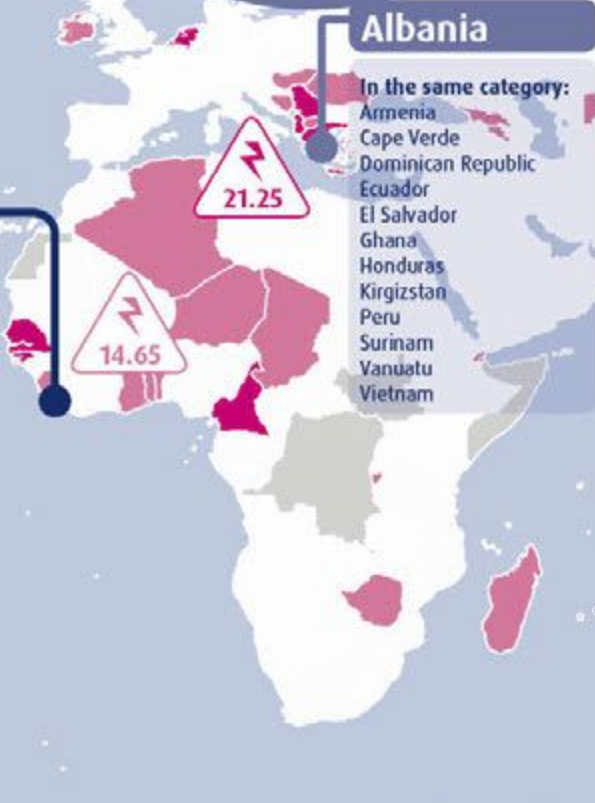 Albania
In the same category:
Armenia
Cape Verde
Dominican Republic
Ecuador
El Salvador
Ghana
Honduras
Kirgizstan
Peru
Surinam
Vanuatu
Vietnam
21.25
14.65